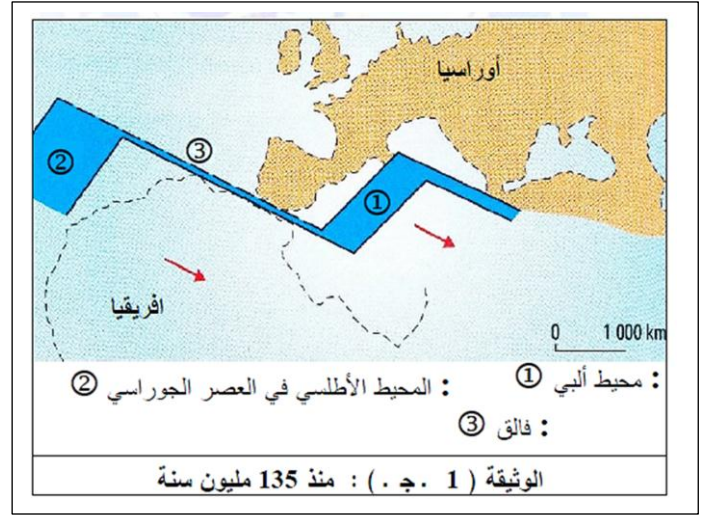 أوراسيا
③
②
①
افريقيا
0 1 000 km
① : محيط ألبي
② : المحيط الأطلسي في العصر الجوراسي
③ : فالق
الوثيقة ( 1 . ج . ) : منذ 135 مليون سنة